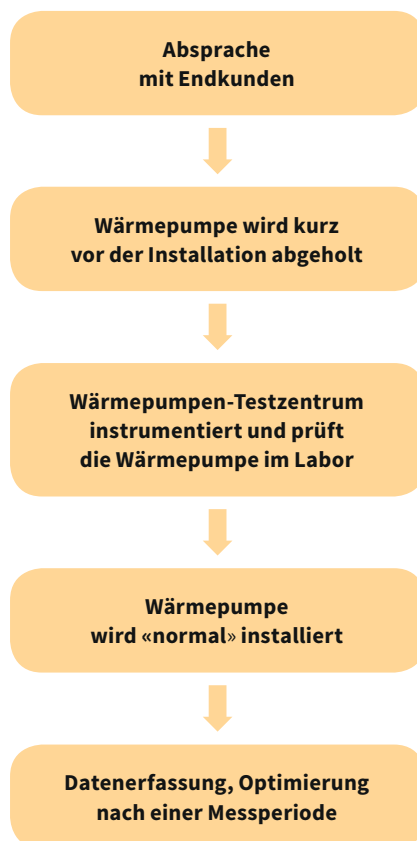 Absprache
mit Endkunden
Wärmepumpe wird kurz
vor der Installation abgeholt
Wärmepumpen-Testzentrum
instrumentiert und prüft
die Wärmepumpe im Labor
Wärmepumpe
wird «normal» installiert
Datenerfassung, Optimierung
nach einer Messperiode